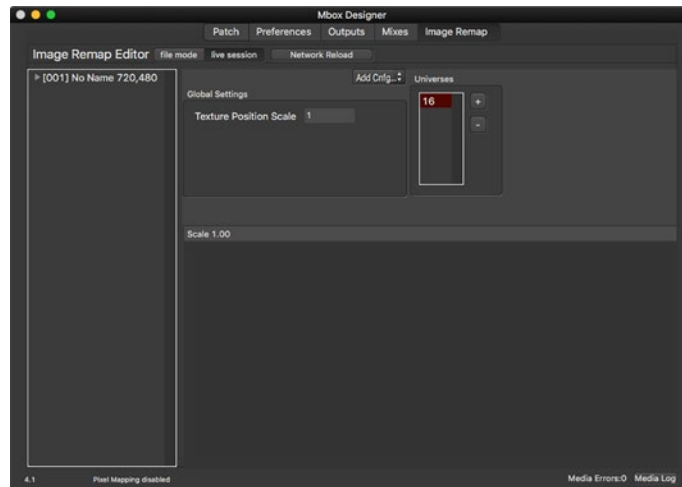 Mbox Designer
Patch Preferences Outputs Mixes Image Remap
Image Remap Editor file mode live session Network Reload
[001] No Name 720,480
Add Cnfg...
Universes
Global Settings
16 +
Texture Position Scale 1
-
Scale 1.00
4.1 Pixel Mapping disabled Media Errors:0 Media Log